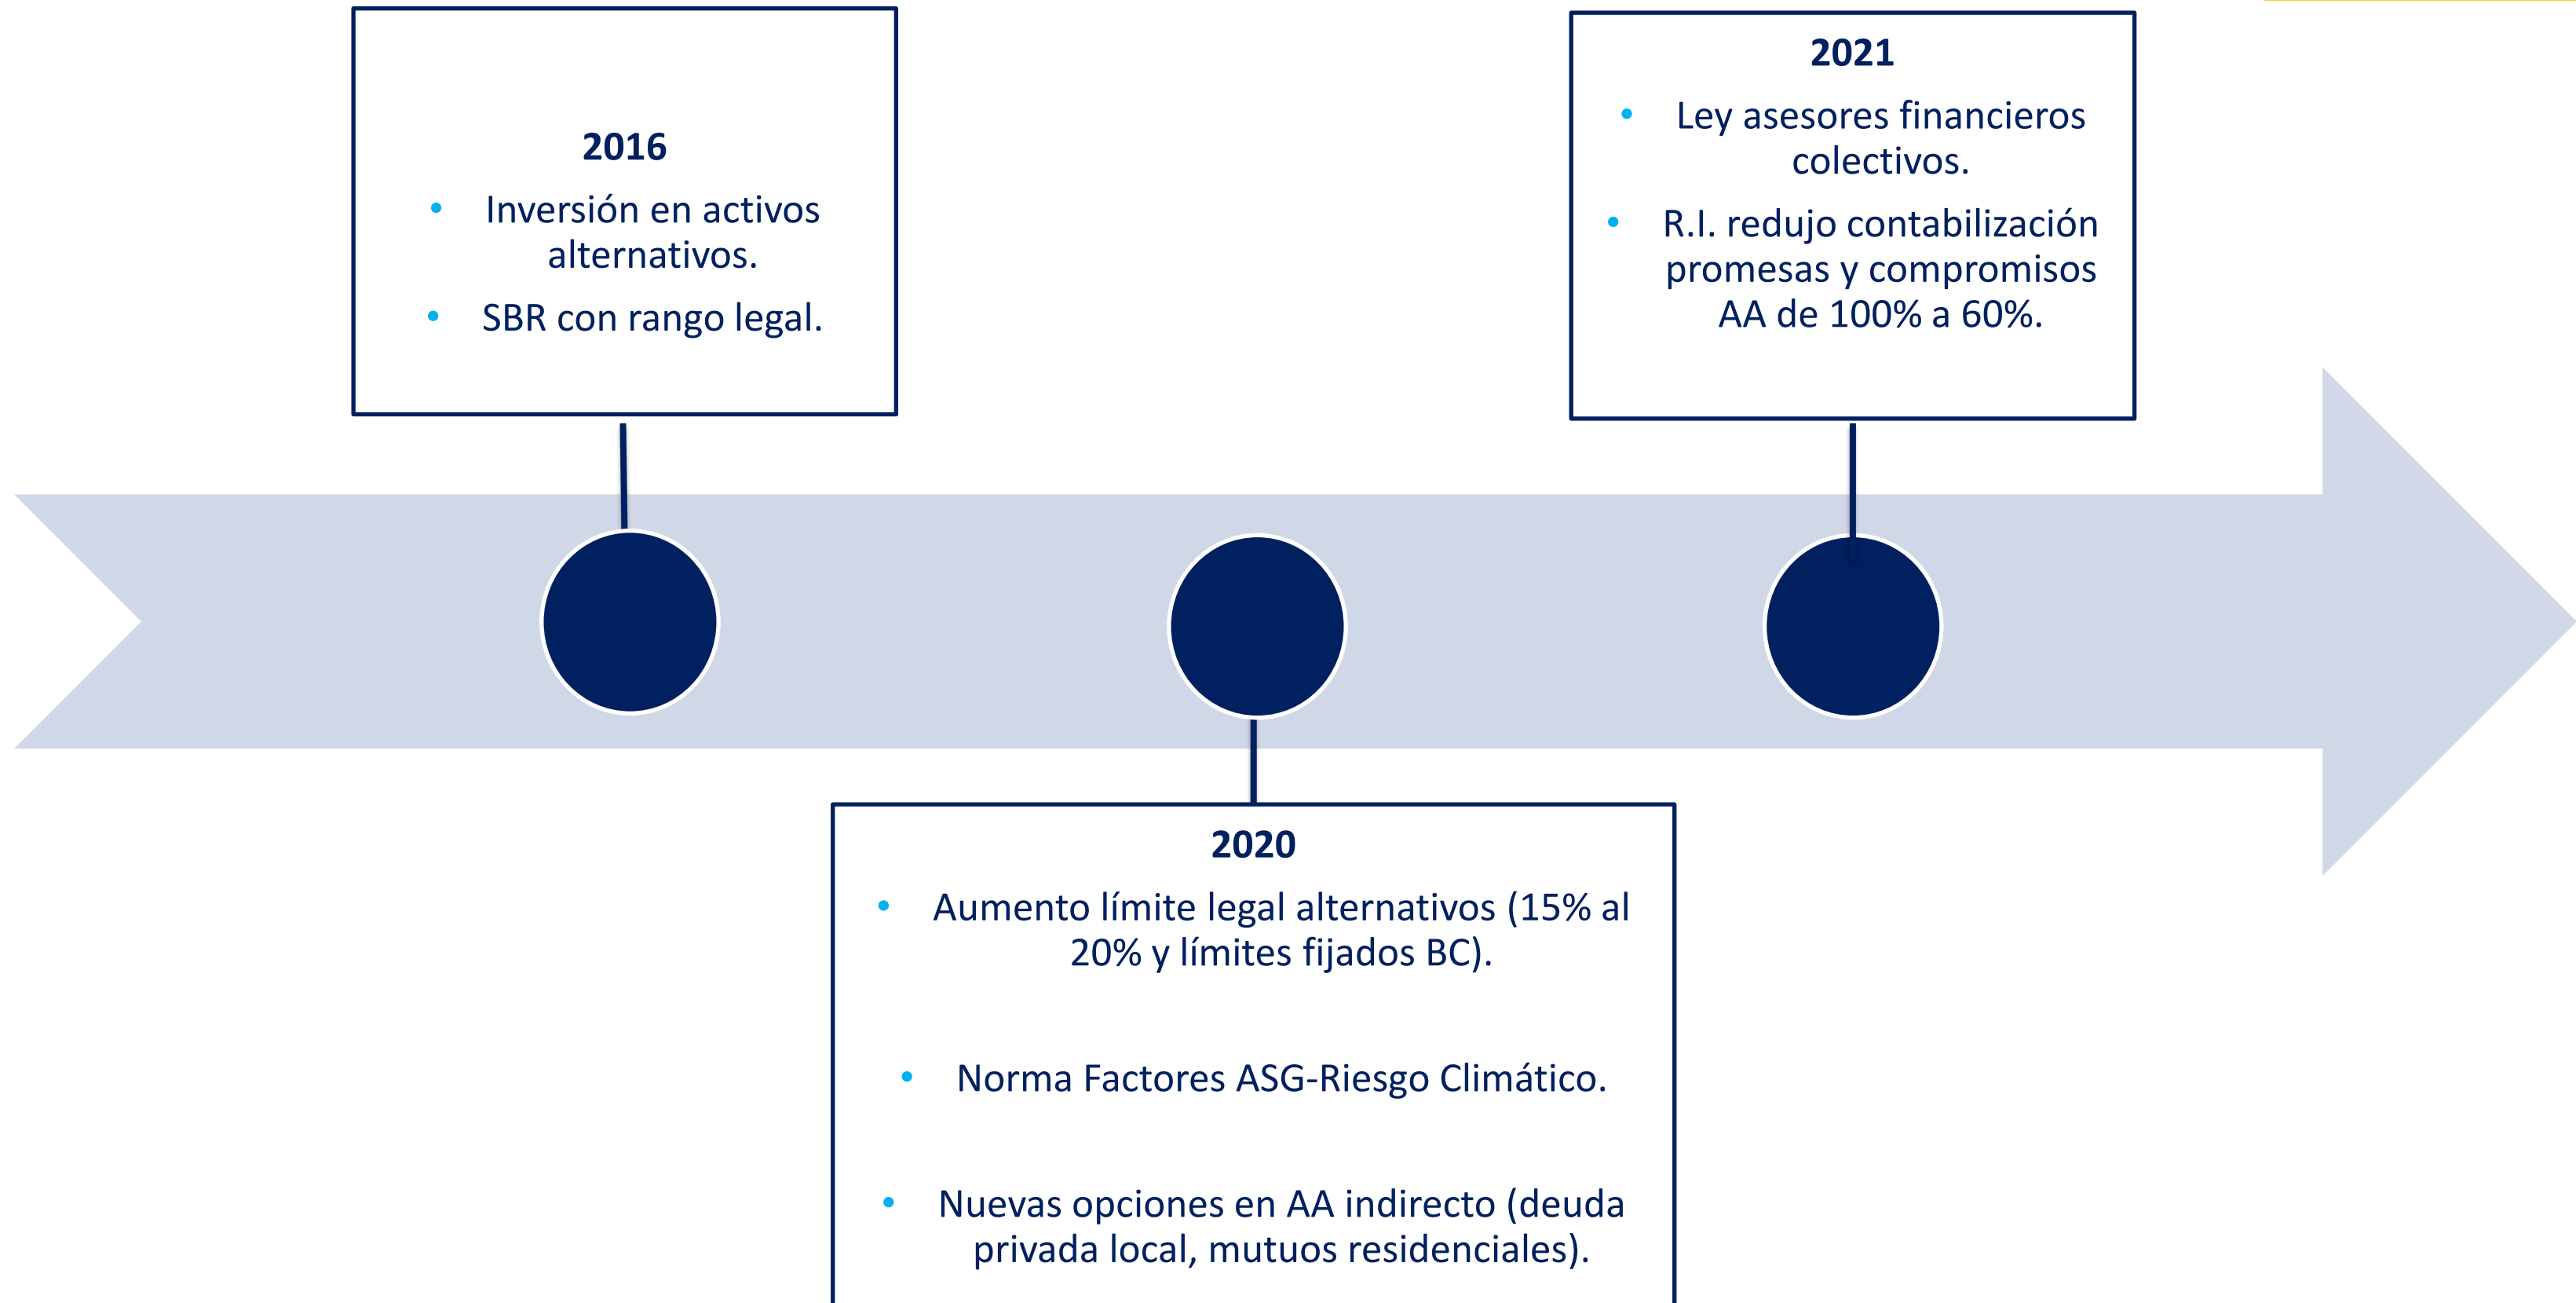 2016
• Inversión en activos
alternativos.
• SBR con rango legal.
2021
• Ley asesores financieros
colectivos.
• R.I. redujo contabilización
promesas y compromisos
AA de 100% a 60%.
2020
• Aumento límite legal alternativos (15% al
20% y límites fijados BC).
• Norma Factores ASG-Riesgo Climático.
• Nuevas opciones en AA indirecto (deuda
privada local, mutuos residenciales).